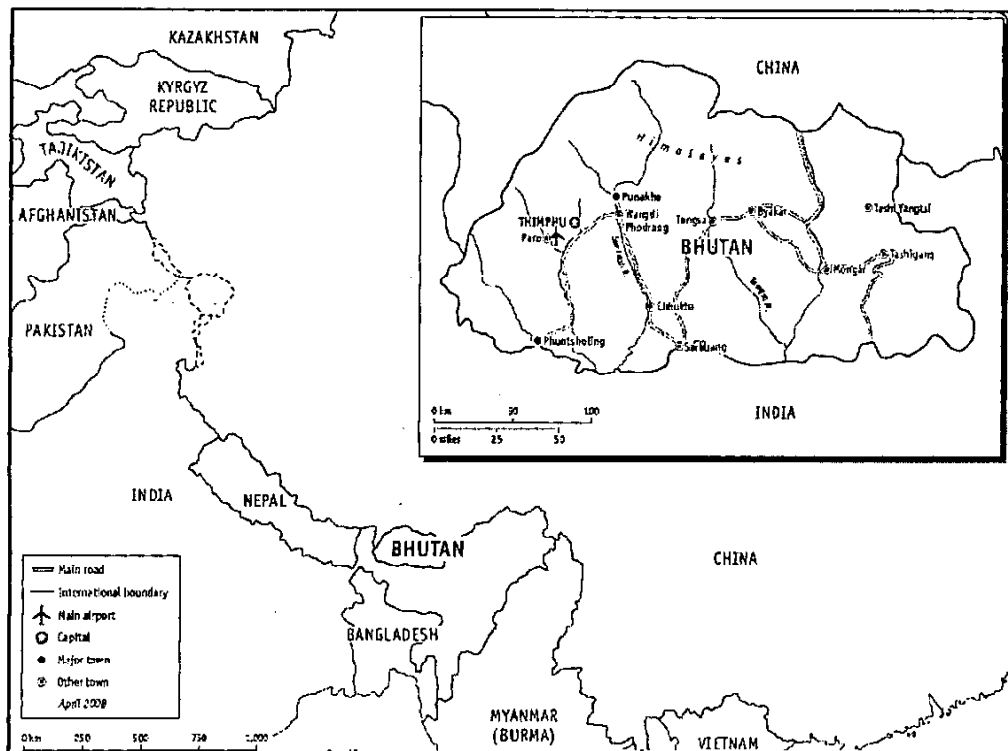 KAZAKHSTAN
KYRGYZ
REPUBLIC
TAJIKISTAN
AFGHANISTAN
PAKISTAN
INDIA
NEPAL
BHUTAN
BANGLADESH
MYANMAR
(BURMA)
CHINA
VIETNAM
Main road
International boundary
Main airport
Capital
Major town
Other town
April 2008
0 km 250 500 750 1,000
CHINA
Himalayas
Punakha
THIMPHU
Wangdi
Phodrang
Paro
Tongsa
Byakar
Tashi Yangtsi
BHUTAN
Mongar
Tashigang
Chirukha
Phuntsholing
Sarbhang
0 km 50 100
0 miles 25 50
INDIA